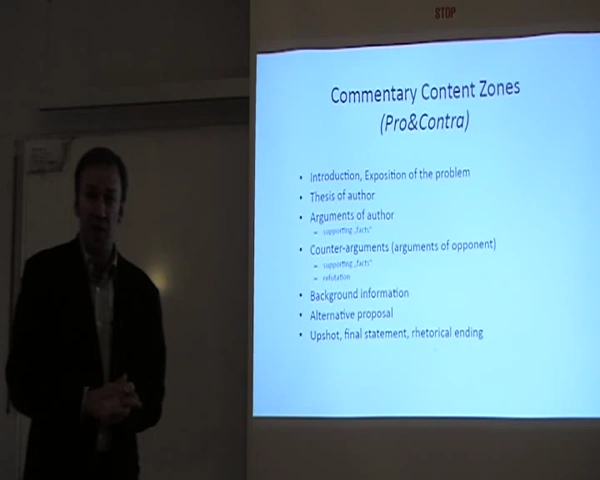 STOP
Commentary Content Zones
(Pro&Contra)
• Introduction, Exposition of the problem
• Thesis of author
• Arguments of author
– supporting „facts“
• Counter-arguments (arguments of opponent)
– supporting „facts“
– refutation
• Background information
• Alternative proposal
• Upshot, final statement, rhetorical ending